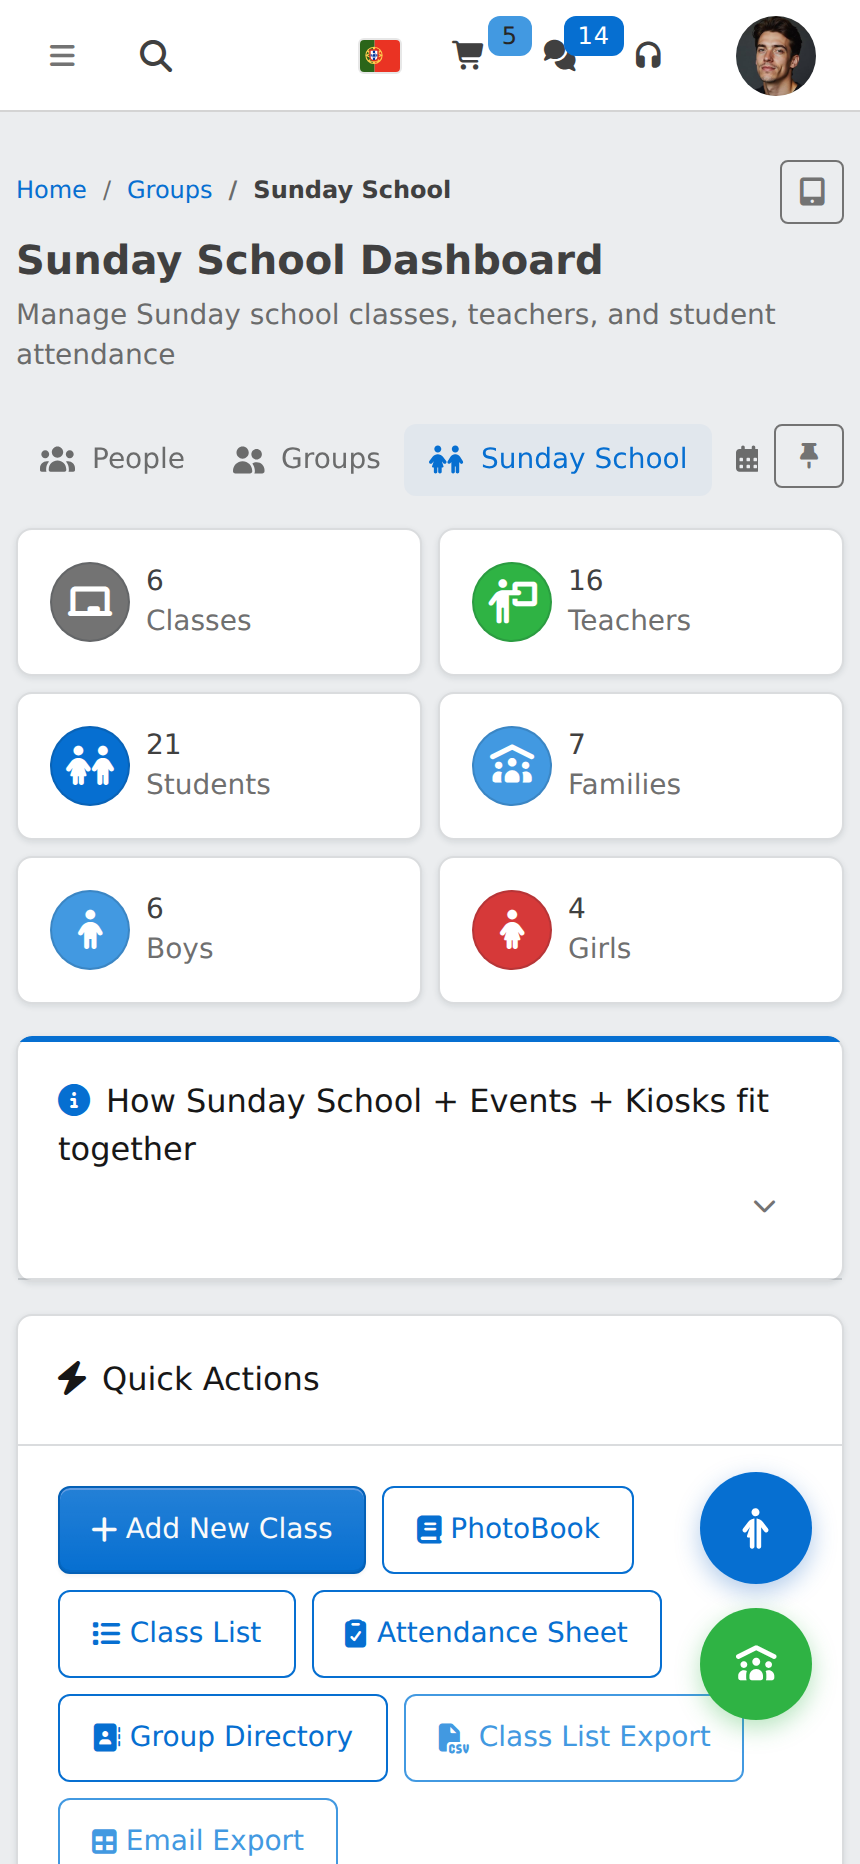 5
14
Home / Groups / Sunday School
Sunday School Dashboard
Manage Sunday school classes, teachers, and student
attendance
People
Groups
Sunday School
6
Classes
16
Teachers
21
Students
7
Families
6
Boys
4
Girls
How Sunday School + Events + Kiosks fit
together
Quick Actions
Add New Class
PhotoBook
Class List
Attendance Sheet
Group Directory
CSV
Class List Export
Email Export